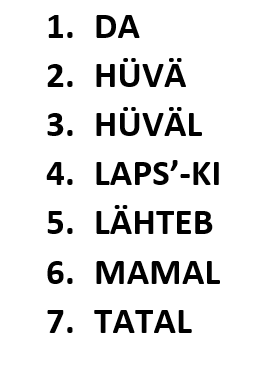 1. DA
2. HÜVÄ
3. HÜVÄL
4. LAPS’-KI
5. LÄHTEB
6. MAMAL
7. TATAL